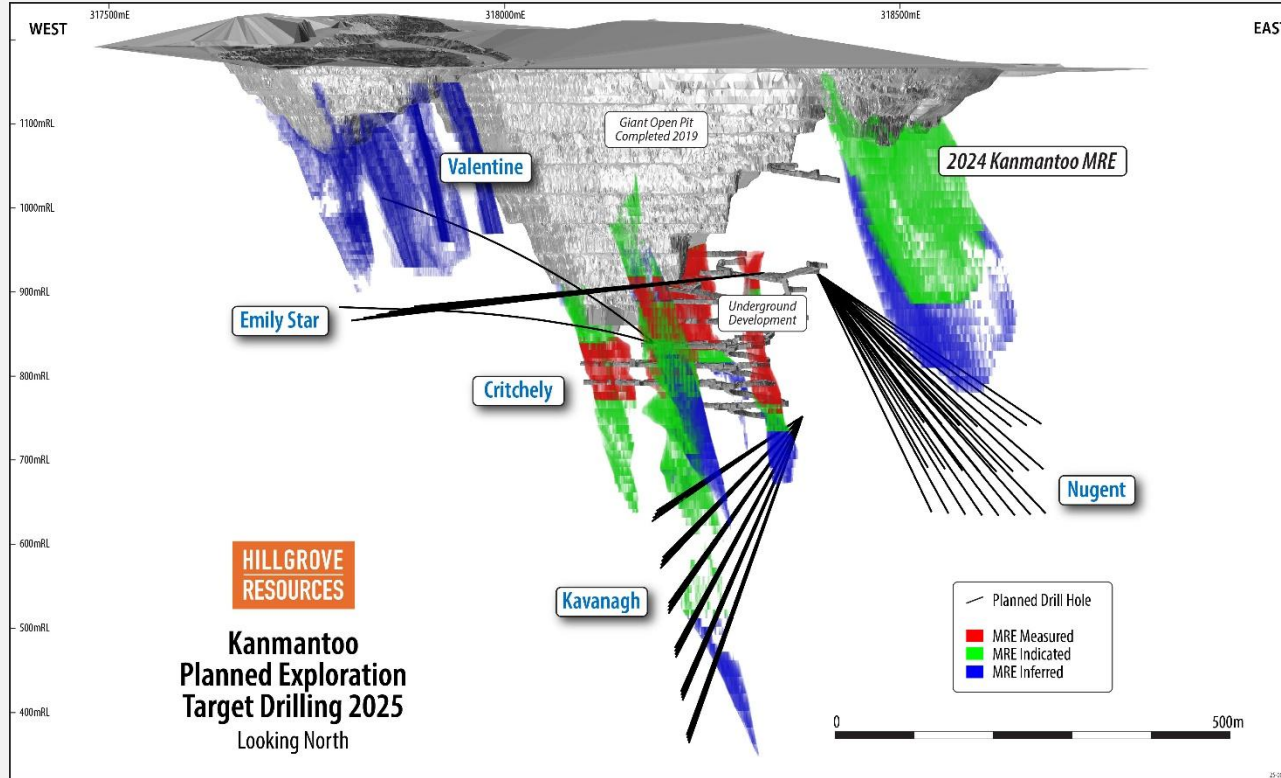 317500mE
318000mE
318500mE
WEST
EAST
1100mRL
1000mRL
900mRL
800mRL
700mRL
600mRL
500mRL
400mRL
Giant Open Pit
Completed 2019
Valentine
2024 Kanmantoo MRE
Emily Star
Underground
Development
Critchely
Nugent
Kavanagh
HILLGROVE
RESOURCES
Kanmantoo
Planned Exploration
Target Drilling 2025
Looking North
Planned Drill Hole
MRE Measured
MRE Indicated
MRE Inferred
0
500m